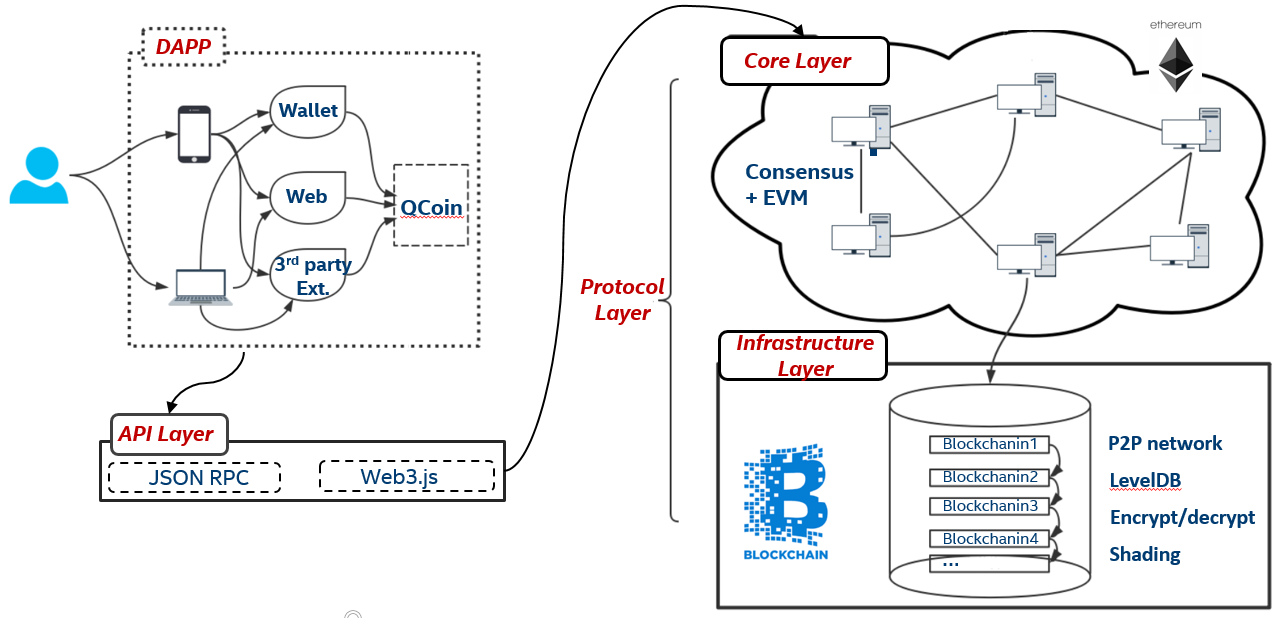 DAPP
Wallet
Web
3rd party
Ext.
QCoin
API Layer
JSON RPC
Web3.js
Protocol
Layer
Core Layer
ethereum
Consensus
+ EVM
Infrastructure
Layer
BLOCKCHAIN
Blockchanin1
Blockchanin2
Blockchanin3
Blockchanin4
...
P2P network
LevelDB
Encrypt/decrypt
Shading